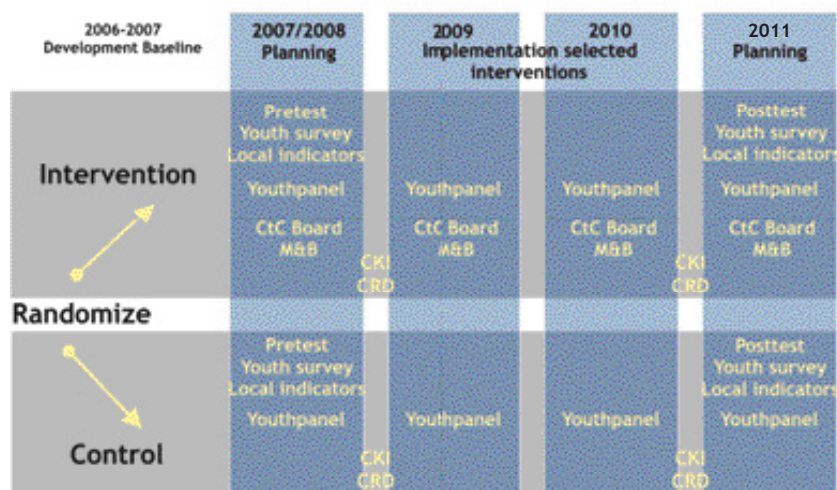 2006-2007
Development Baseline
2007/2008
Planning
2009
2010
Implementation selected
interventions
2011
Planning
Intervention
Pretest
Youth survey
Local indicators
Youthpanel
CtC Board
M&B
Youthpanel
CtC Board
M&B
Youthpanel
CtC Board
M&B
Posttest
Youth survey
Local indicators
Youthpanel
CtC Board
M&B
CKI
CRD
CKI
CRD
Randomize
Control
Pretest
Youth survey
Local indicators
Youthpanel
Youthpanel
Youthpanel
Posttest
Youth survey
Local indicators
Youthpanel
CKI
CRD
CKI
CRD